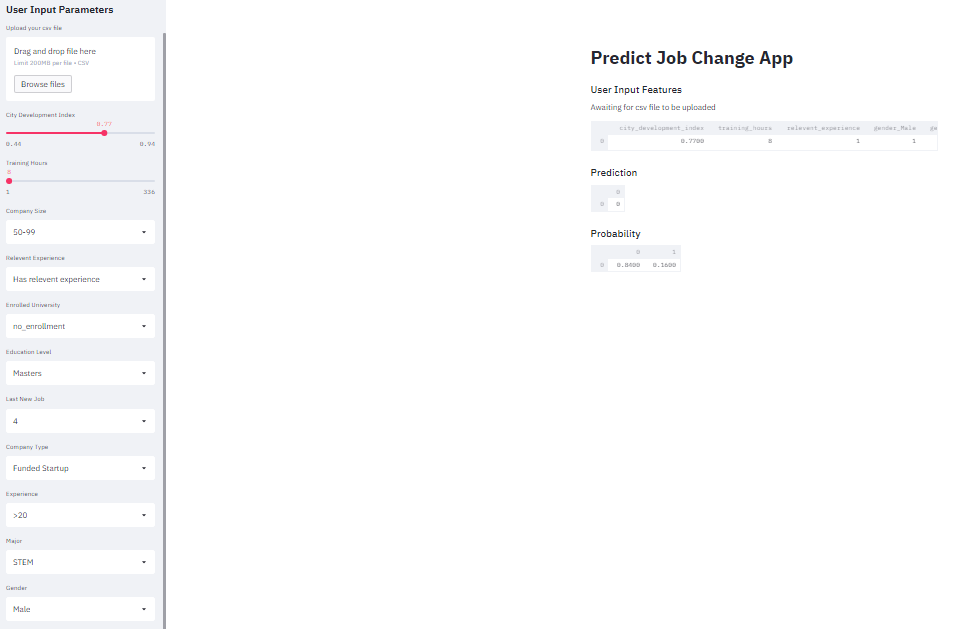 User Input Parameters
Upload your csv file
Drag and drop file here
Limit 200MB per file • CSV
Browse files
City Development Index
0.77
0.44 0.94
Training Hours
8
1 336
Company Size
50-99
Relevent Experience
Has relevent experience
Enrolled University
no_enrollment
Education Level
Masters
Last New Job
4
Company Type
Funded Startup
Experience
>20
Major
STEM
Gender
Male
Predict Job Change App
User Input Features
Awaiting for csv file to be uploaded
city_development_index training_hours relevent_experience gender_Male ge
0 0.7700 8 1 1
Prediction
0
0 0
Probability
0 1
0 0.8400 0.1600